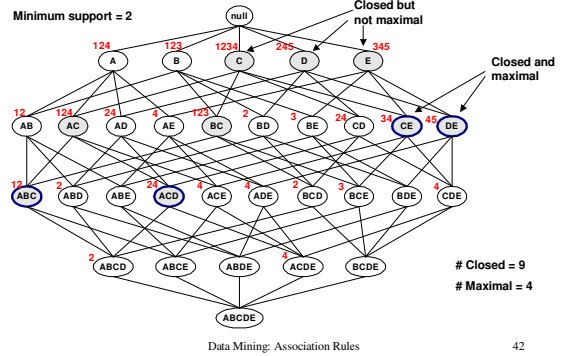 Minimum support = 2
null
Closed but
not maximal
124 123 1234 245 345
A B C D E
Closed and
maximal
12 124 24 4 123 2 3 24 34 45
AB AC AD AE BC BD BE CD CE DE
12 2 24 4 4 2 3 4
ABC ABD ABE ACD ACE ADE BCD BCE BDE CDE
2 4
ABCD ABCE ABDE ACDE BCDE
# Closed = 9
# Maximal = 4
ABCDE
Data Mining: Association Rules 42